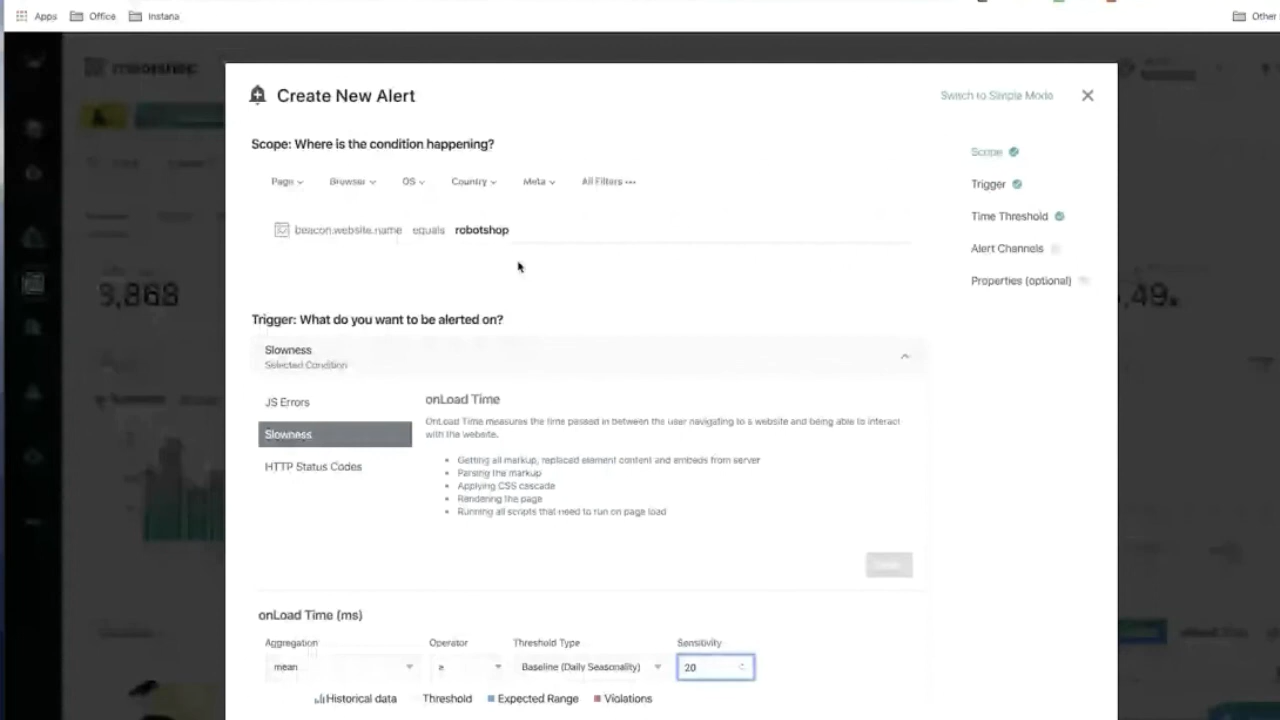 Apps Office Instana Other
Create New Alert
Switch to Simple Mode
Scope: Where is the condition happening?
Page Browser OS Country Meta All Filters •••
beacon.website.name equals robotshop
Scope
Trigger
Time Threshold
Alert Channels
Properties (optional)
9,868
Trigger: What do you want to be alerted on?
Slowness
Selected Condition
JS Errors
Slowness
HTTP Status Codes
onLoad Time
OnLoad Time measures the time passed in between the user navigating to a website and being able to interact
with the website.
• Getting all markup, replaced element content and embeds from server
• Parsing the markup
• Applying CSS cascade
• Rendering the page
• Running all scripts that need to run on page load
onLoad Time (ms)
Aggregation Operator Threshold Type Sensitivity
mean ≥ Baseline (Daily Seasonality) 20
Historical data Threshold Expected Range Violations